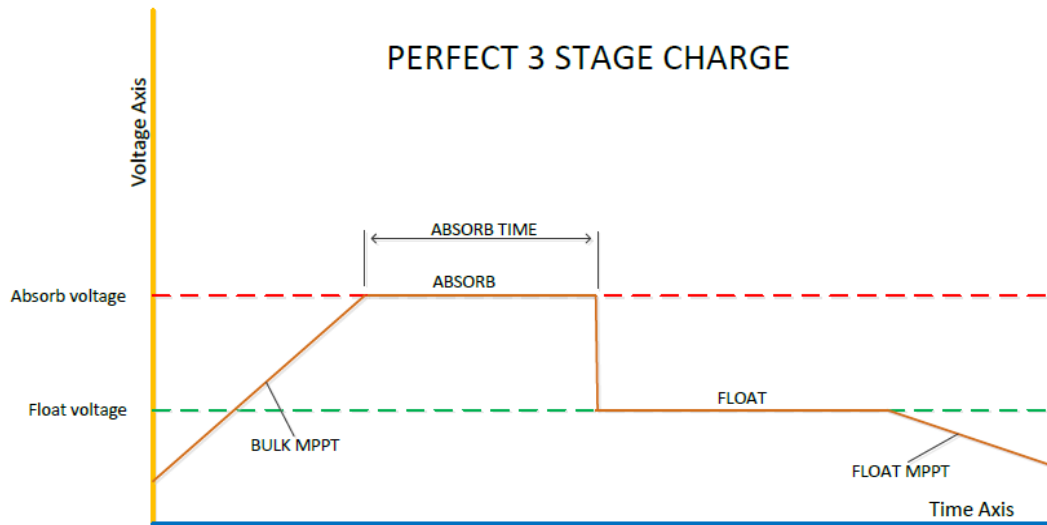 PERFECT 3 STAGE CHARGE
Voltage Axis
ABSORB TIME
ABSORB
Absorb voltage
Float voltage
FLOAT
BULK MPPT
FLOAT MPPT
Time Axis